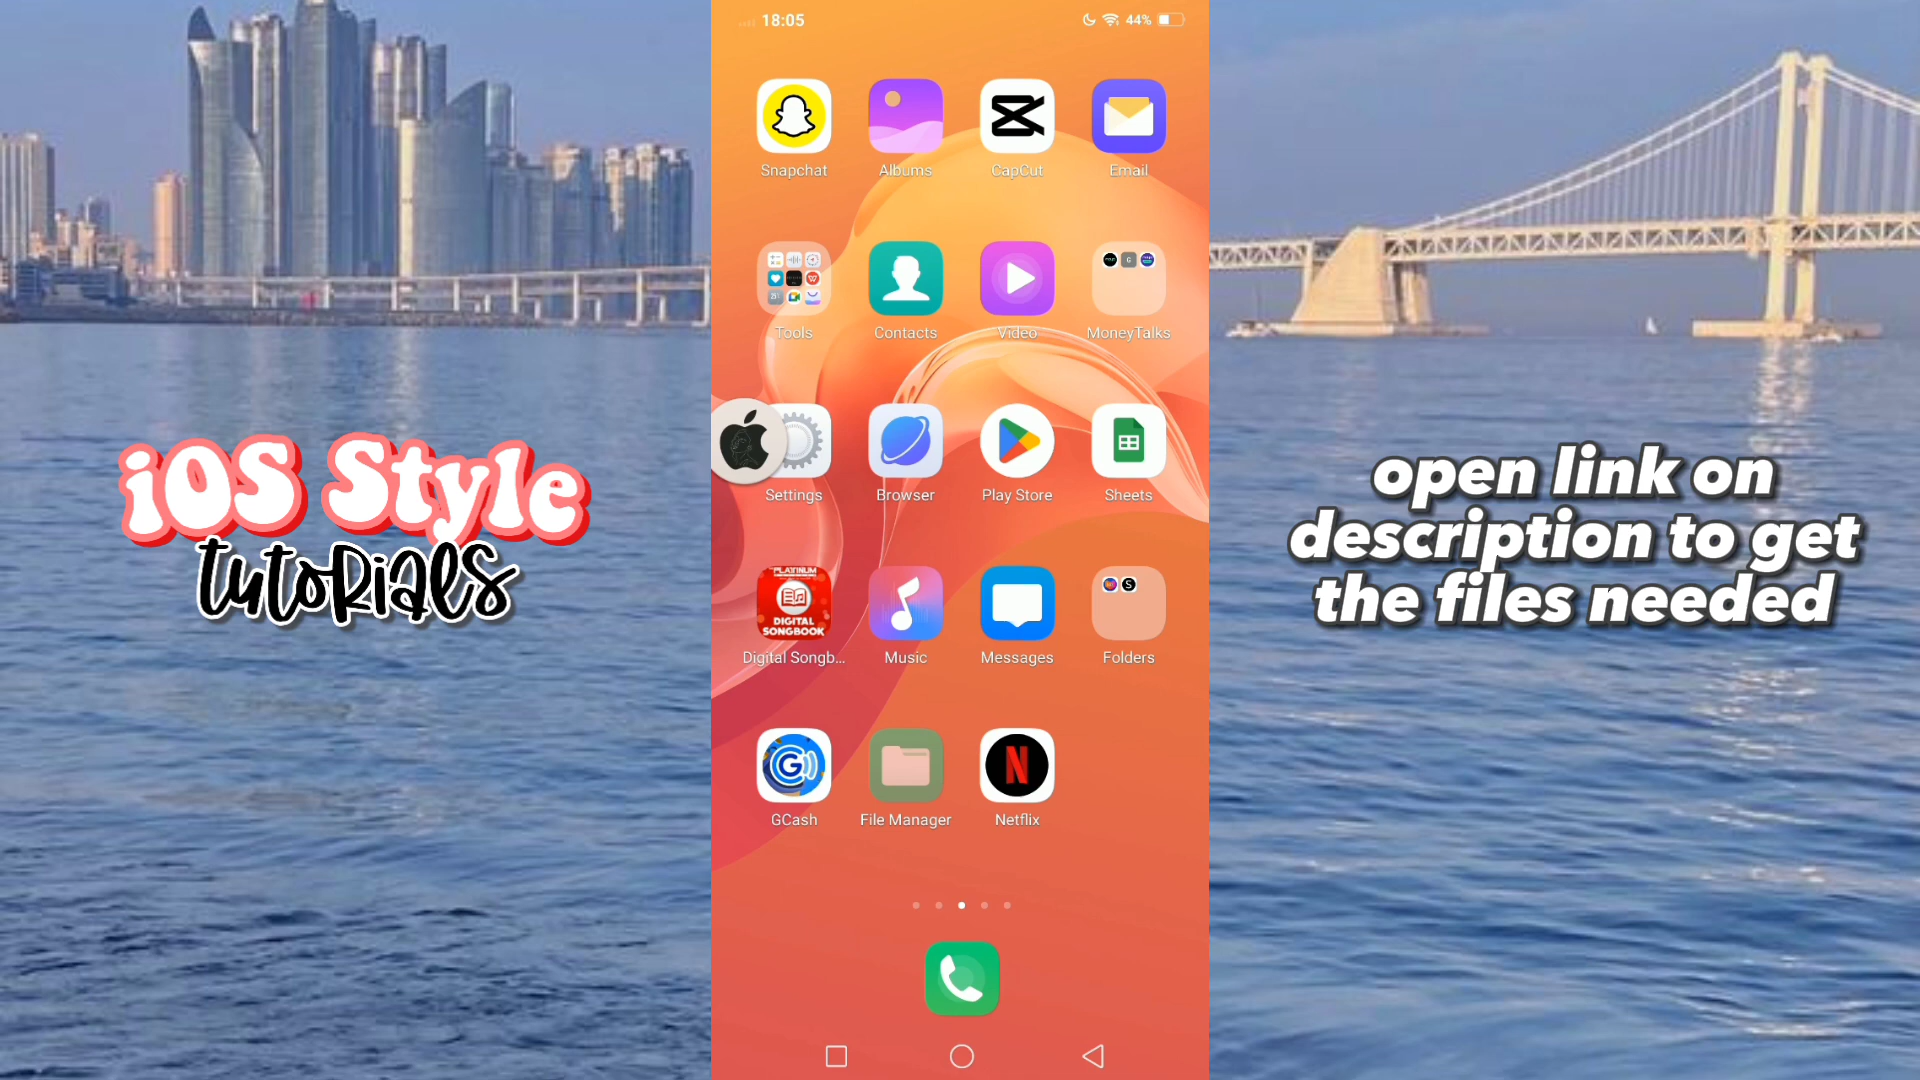 18:05
44%
Snapchat
Albums
CapCut
Email
Tools
Contacts
Video
MoneyTalks
Settings
Browser
Play Store
Sheets
iOS Style
tutorials
open link on
description to get
the files needed
PLATINUM
DIGITAL
SONGBOOK
Digital Songb...
Music
Messages
Folders
G
N
GCash
File Manager
Netflix